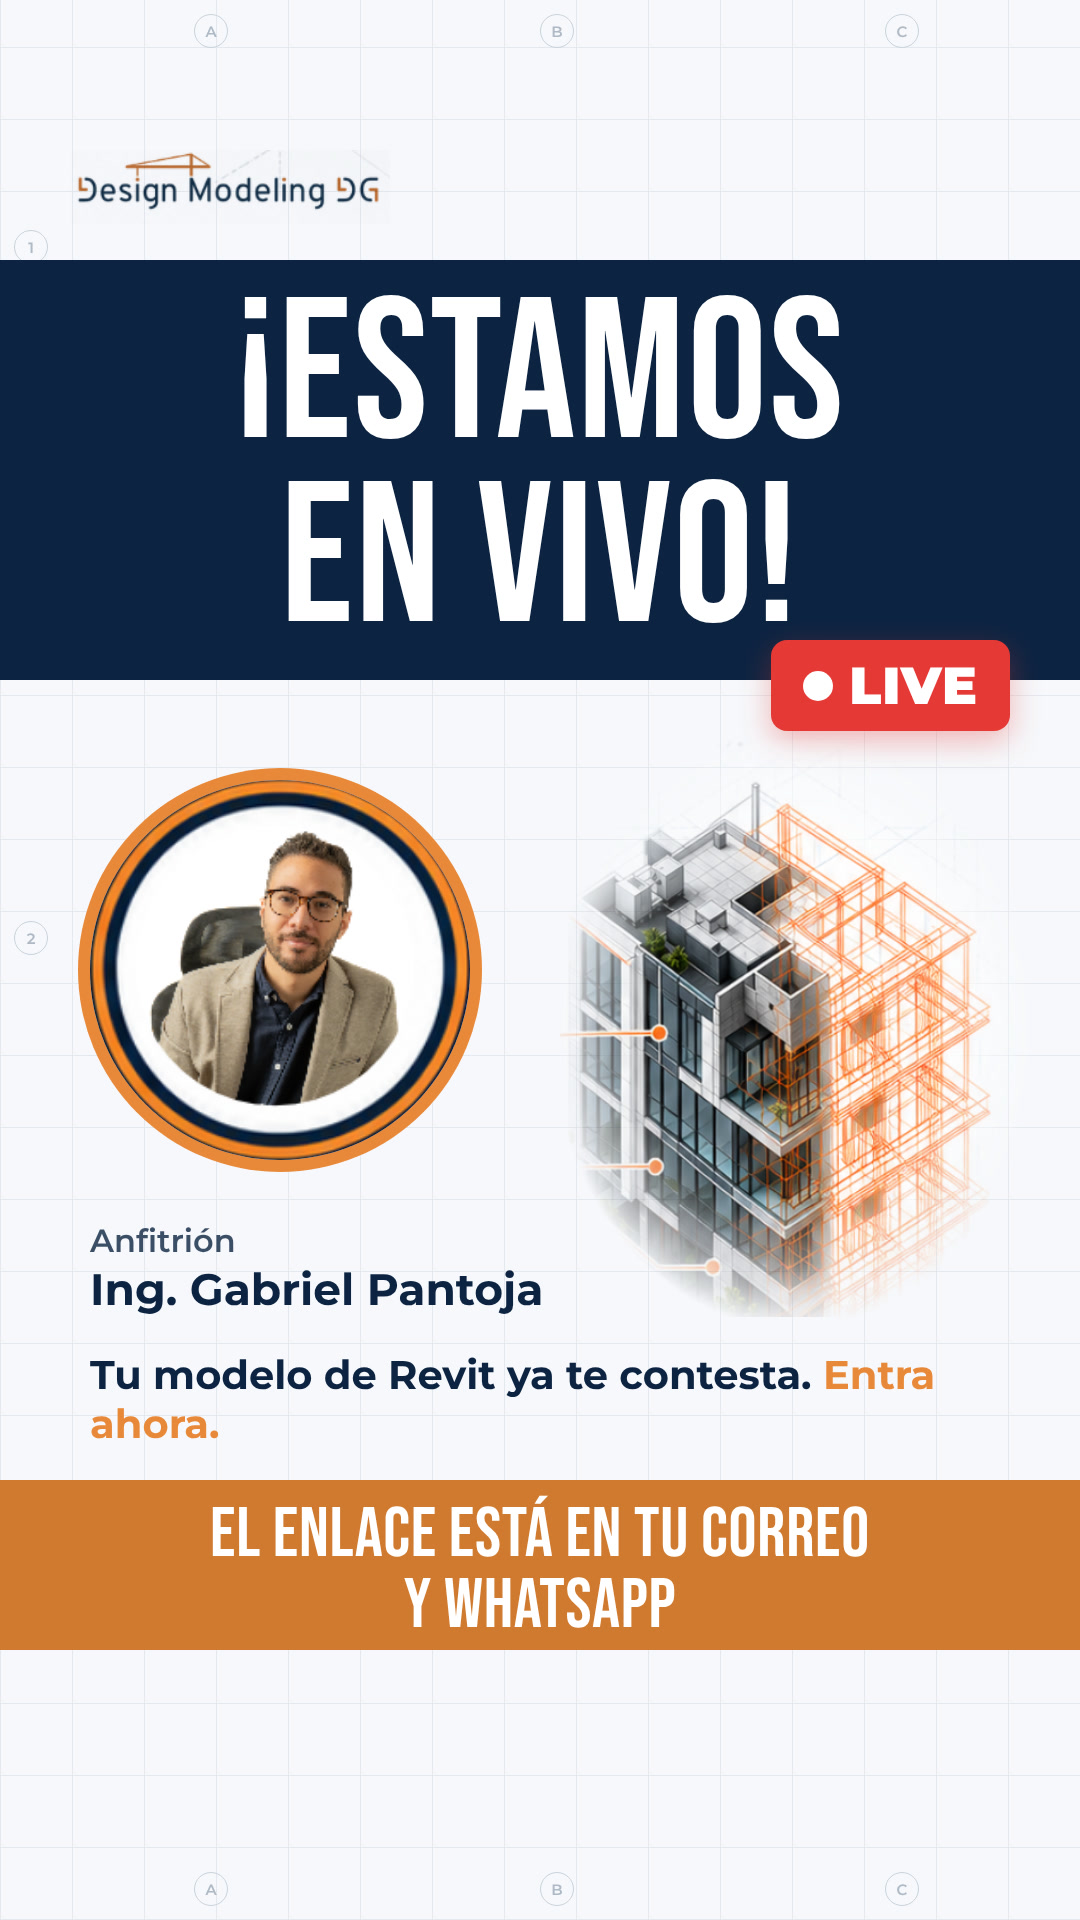 A B C
Design Modeling DG
1
¡ESTAMOS
EN VIVO!
LIVE
2
Anfitrión
Ing. Gabriel Pantoja
Tu modelo de Revit ya te contesta. Entra
ahora.
EL ENLACE ESTÁ EN TU CORREO
Y WHATSAPP
A B C